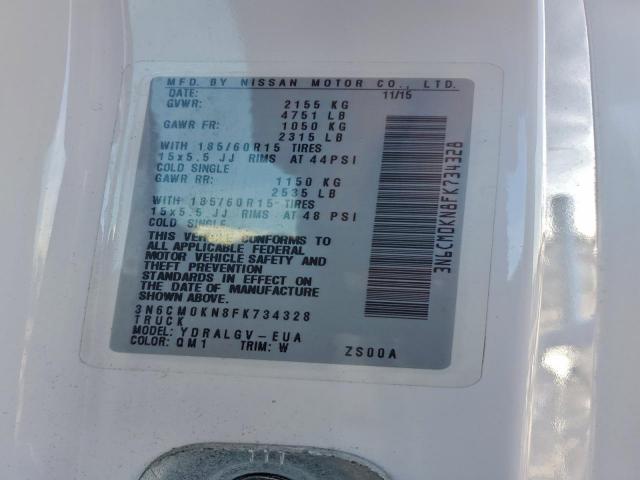 MFD. BY NISSAN MOTOR CO., LTD.
DATE: 11/15
GVWR: 2155 KG
4751 LB
GAWR FR: 1050 KG
2315 LB
WITH 185/60R15 TIRES
15x5.5 JJ RIMS AT 44PSI
COLD SINGLE
GAWR RR: 1150 KG
2535 LB
WITH 185/60R15 TIRES
15x5.5 JJ RIMS AT 48 PSI
COLD SINGLE
THIS VEHICLE CONFORMS TO
ALL APPLICABLE FEDERAL
MOTOR VEHICLE SAFETY AND
THEFT PREVENTION
STANDARDS IN EFFECT ON
THE DATE OF MANUFACTURE
SHOWN ABOVE.
3N6CM0KN8FK734328
TRUCK
MODEL: YDRALGV-EUA
COLOR: QM1 TRIM: W ZS00A
3N6CM0KN8FK734328